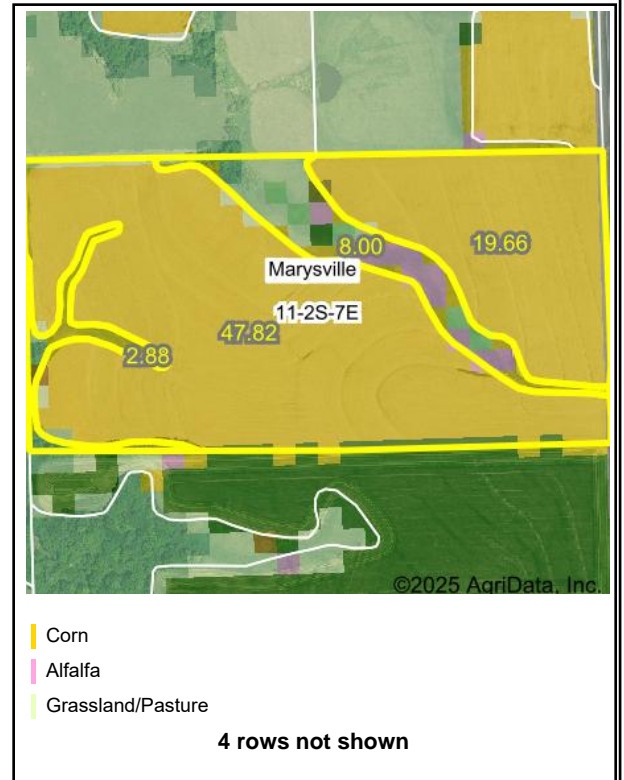 8.00
19.66
Marysville
11-2S-7E
47.82
2.88
©2025 AgriData, Inc.
Corn
Alfalfa
Grassland/Pasture
4 rows not shown